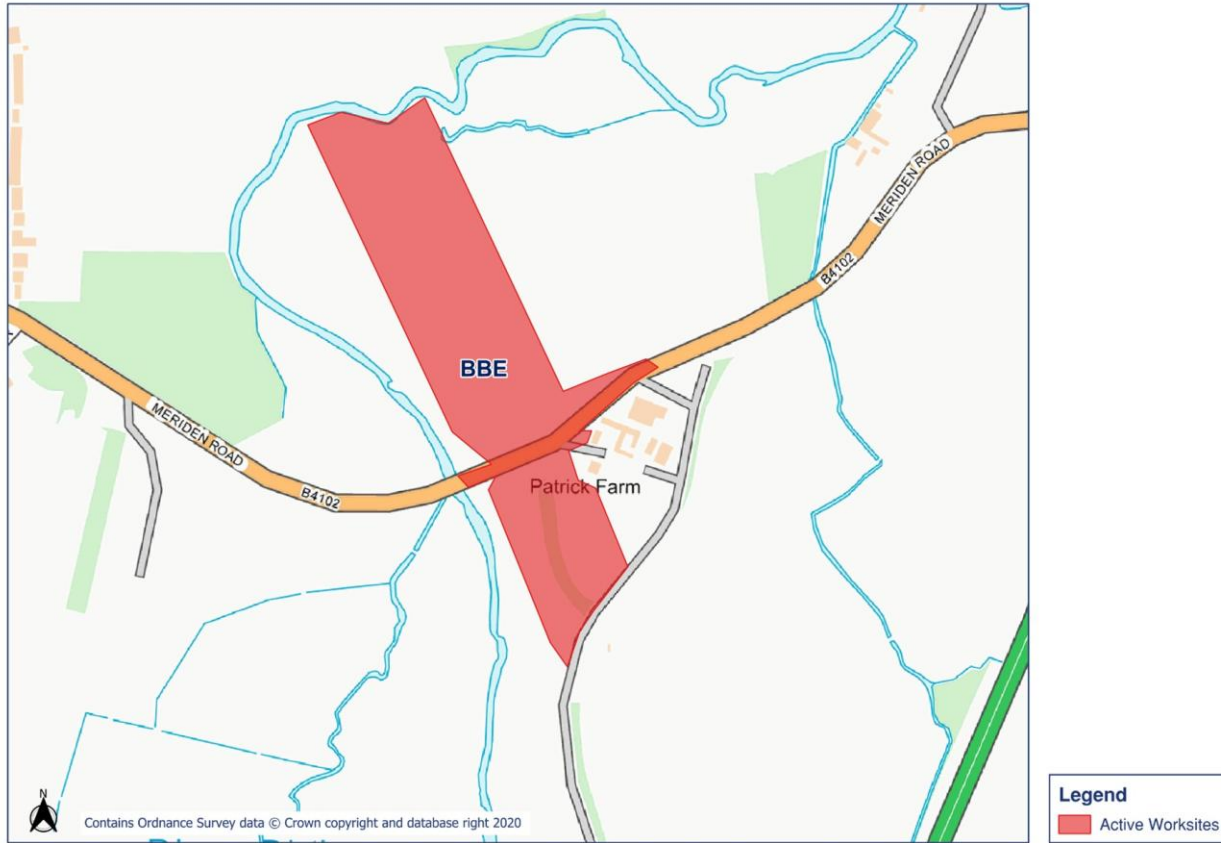 MERIDEN ROAD
B4102
BBE
MERIDEN ROAD
B4102
Patrick Farm
N
Contains Ordnance Survey data © Crown copyright and database right 2020
Legend
Active Worksites